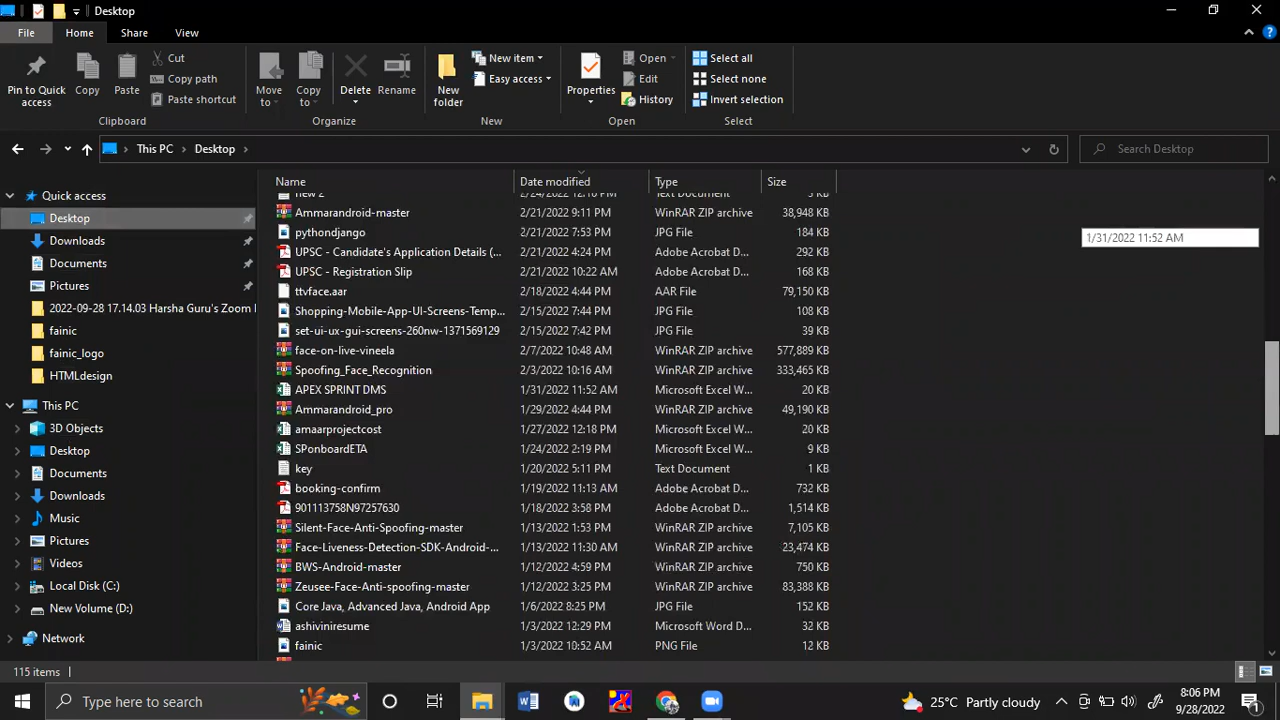 Desktop
File Home Share View
Pin to Quick access
Copy
Paste
Cut
Copy path
Paste shortcut
Clipboard
Move to
Copy to
Delete
Rename
Organize
New folder
New item
Easy access
New
Properties
Open
Edit
History
Open
Select all
Select none
Invert selection
Select
This PC > Desktop >
Search Desktop
Quick access
Desktop
Downloads
Documents
Pictures
2022-09-28 17.14.03 Harsha Guru's Zoom
fainic
fainic_logo
HTMLdesign
This PC
3D Objects
Desktop
Documents
Downloads
Music
Pictures
Videos
Local Disk (C:)
New Volume (D:)
Network
Name Date modified Type Size
new 2 2/24/2022 12:10 PM Text Document 5 KB
Ammarandroid-master 2/21/2022 9:11 PM WinRAR ZIP archive 38,948 KB
pythondjango 2/21/2022 7:53 PM JPG File 184 KB
UPSC - Candidate's Application Details (... 2/21/2022 4:24 PM Adobe Acrobat D... 292 KB
UPSC - Registration Slip 2/21/2022 10:22 AM Adobe Acrobat D... 168 KB
ttvface.aar 2/18/2022 4:44 PM AAR File 79,150 KB
Shopping-Mobile-App-UI-Screens-Temp... 2/15/2022 7:44 PM JPG File 108 KB
set-ui-ux-gui-screens-260nw-1371569129 2/15/2022 7:42 PM JPG File 39 KB
face-on-live-vineela 2/7/2022 10:48 AM WinRAR ZIP archive 577,889 KB
Spoofing_Face_Recognition 2/3/2022 10:16 AM WinRAR ZIP archive 333,465 KB
APEX SPRINT DMS 1/31/2022 11:52 AM Microsoft Excel W... 20 KB
Ammarandroid_pro 1/29/2022 4:44 PM WinRAR ZIP archive 49,190 KB
amaarprojectcost 1/27/2022 12:18 PM Microsoft Excel W... 20 KB
SPonboardETA 1/24/2022 2:19 PM Microsoft Excel W... 9 KB
key 1/20/2022 5:11 PM Text Document 1 KB
booking-confirm 1/19/2022 11:13 AM Adobe Acrobat D... 732 KB
901113758N97257630 1/18/2022 3:58 PM Adobe Acrobat D... 1,514 KB
Silent-Face-Anti-Spoofing-master 1/13/2022 1:53 PM WinRAR ZIP archive 7,105 KB
Face-Liveness-Detection-SDK-Android-... 1/13/2022 11:30 AM WinRAR ZIP archive 23,474 KB
BWS-Android-master 1/12/2022 4:59 PM WinRAR ZIP archive 750 KB
Zeusee-Face-Anti-spoofing-master 1/12/2022 3:25 PM WinRAR ZIP archive 83,388 KB
Core Java, Advanced Java, Android App 1/6/2022 8:25 PM JPG File 152 KB
ashiviniresume 1/3/2022 12:29 PM Microsoft Word D... 32 KB
fainic 1/3/2022 10:52 AM PNG File 12 KB
1/31/2022 11:52 AM
115 items
Type here to search
25°C Partly cloudy
8:06 PM
9/28/2022
1